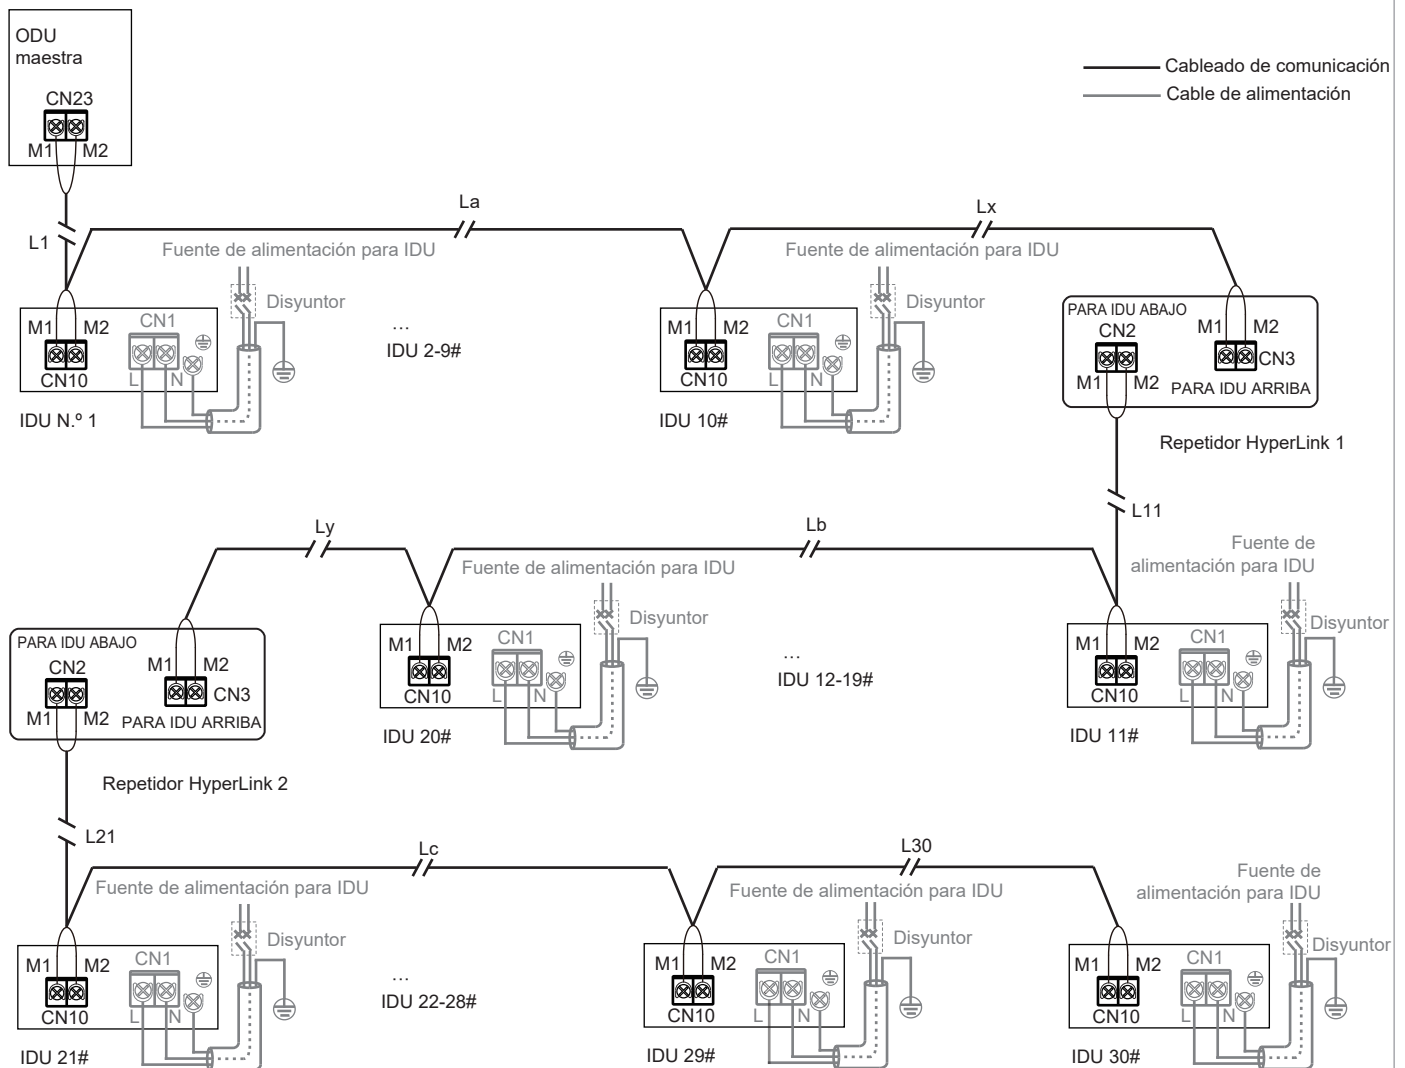 ODU
maestra
CN23
M1 M2
Cableado de comunicación
Cable de alimentación
L1
La
Lx
Fuente de alimentación para IDU
Disyuntor
M1 M2
CN1
CN10
L N
IDU N.º 1
...
IDU 2-9#
Fuente de alimentación para IDU
Disyuntor
M1 M2
CN1
CN10
L N
IDU 10#
PARA IDU ABAJO
CN2
M1 M2
M1 M2
CN3
PARA IDU ARRIBA
Repetidor HyperLink 1
L11
Ly
Lb
PARA IDU ABAJO
CN2
M1 M2
M1 M2
CN3
PARA IDU ARRIBA
Repetidor HyperLink 2
Fuente de alimentación para IDU
Disyuntor
M1 M2
CN1
CN10
L N
IDU 20#
...
IDU 12-19#
Fuente de
alimentación para IDU
Disyuntor
M1 M2
CN1
CN10
L N
IDU 11#
L21
Lc
L30
Fuente de alimentación para IDU
Disyuntor
M1 M2
CN1
CN10
L N
IDU 21#
...
IDU 22-28#
Fuente de alimentación para IDU
Disyuntor
M1 M2
CN1
CN10
L N
IDU 29#
Fuente de
alimentación para IDU
Disyuntor
M1 M2
CN1
CN10
L N
IDU 30#